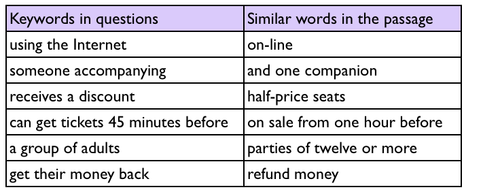 Keywords in questions Similar words in the passage
using the Internet on-line
someone accompanying and one companion
receives a discount half-price seats
can get tickets 45 minutes before on sale from one hour before
a group of adults parties of twelve or more
get their money back refund money